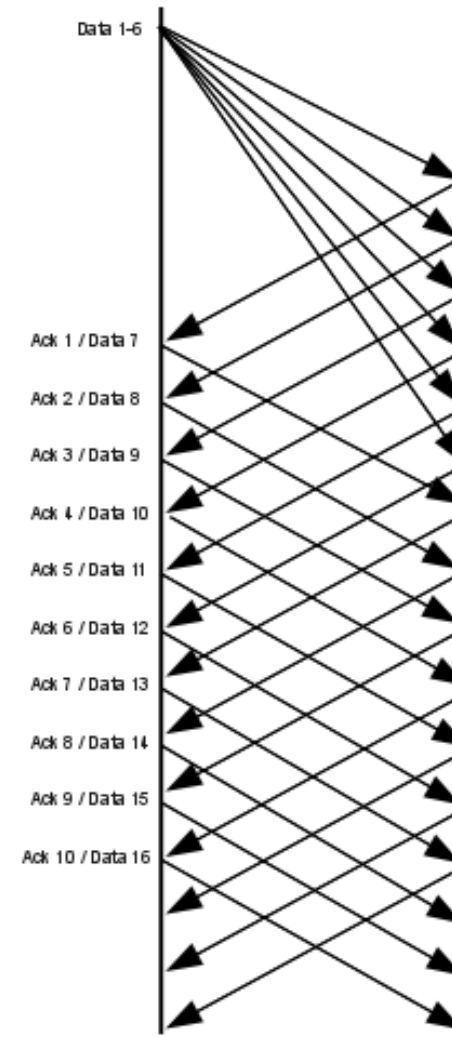 Data 1-6
Ack 1 / Data 7
Ack 2 / Data 8
Ack 3 / Data 9
Ack 4 / Data 10
Ack 5 / Data 11
Ack 6 / Data 12
Ack 7 / Data 13
Ack 8 / Data 14
Ack 9 / Data 15
Ack 10 / Data 16